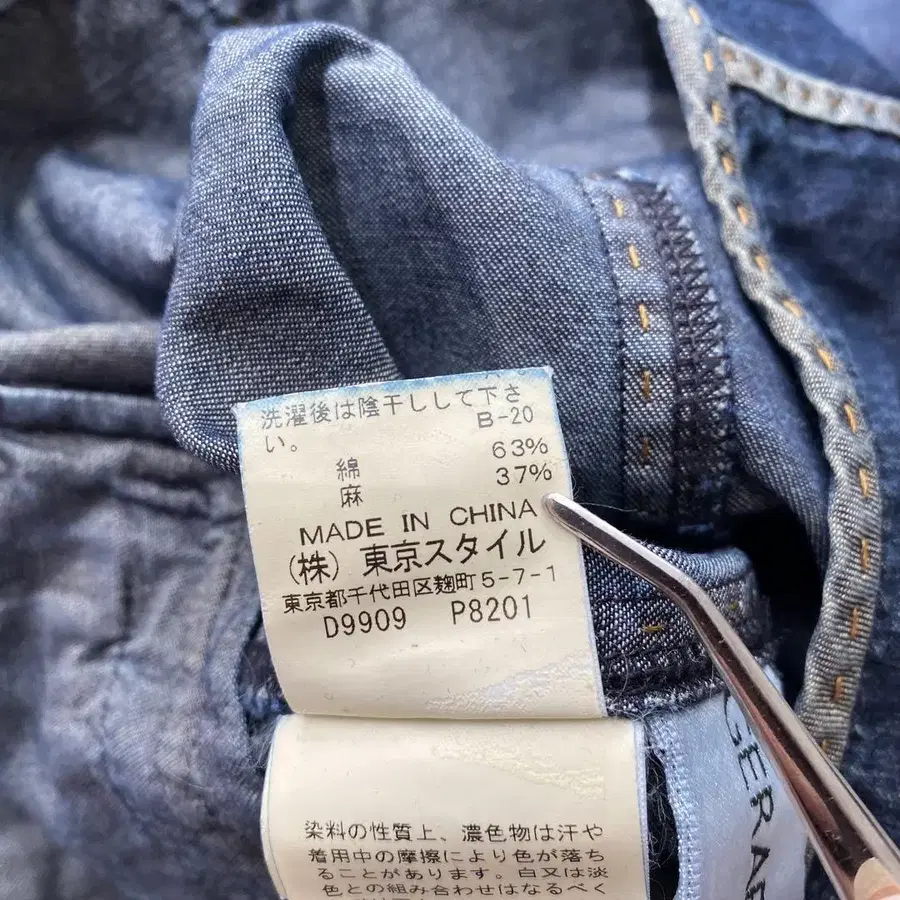 洗濯後は陰干しして下さ
い。 B-20
綿 63%
麻 37%
MADE IN CHINA
(株) 東京スタイル
東京都千代田区麹町5-7-1
D9909 P8201
染料の性質上、濃色物は汗や
着用中の摩擦により色が落ち
ることがあります。白又は淡
色との組み合わせはなるべく